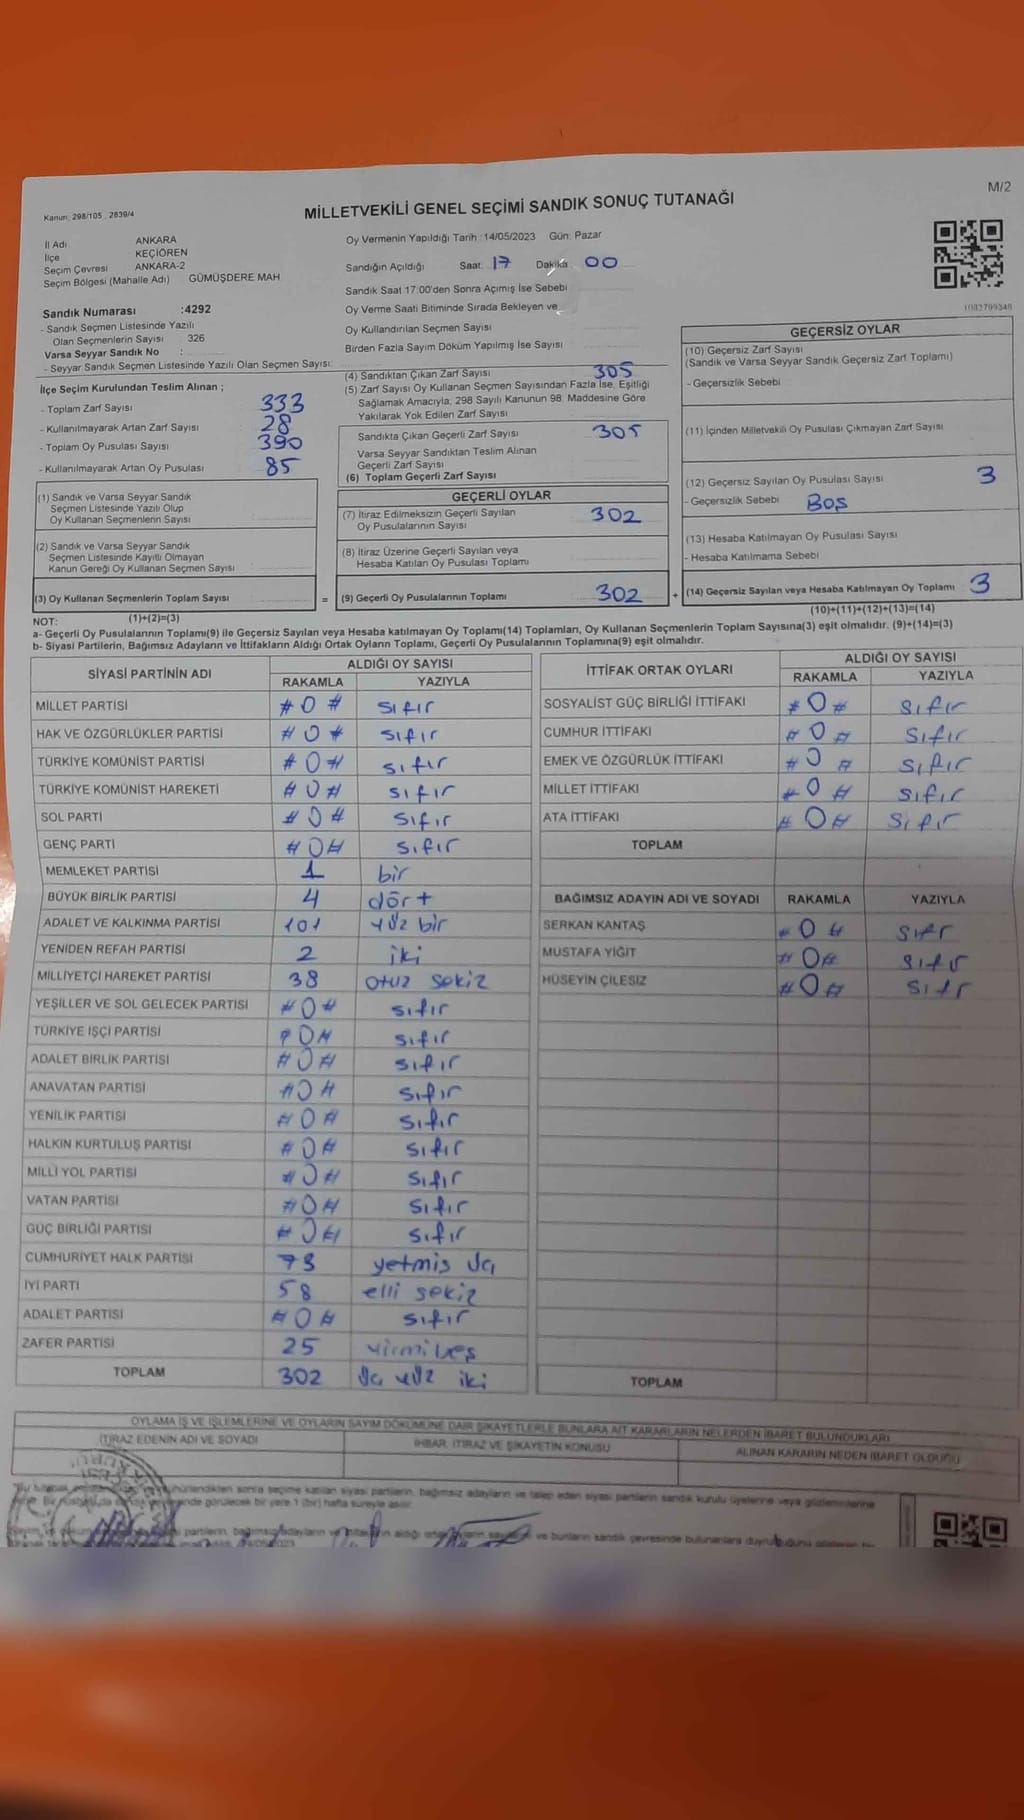 M/2
Kanun: 298/105, 2839/4
MİLLETVEKİLİ GENEL SEÇİMİ SANDIK SONUÇ TUTANAĞI
İl Adı ANKARA
İlçe KEÇİÖREN
Seçim Çevresi ANKARA-2
Seçim Bölgesi (Mahalle Adı) GÜMÜŞDERE MAH
Sandık Numarası :4292
- Sandık Seçmen Listesinde Yazılı
Olan Seçmenlerin Sayısı 326
Varsa Seyyar Sandık No :
- Seyyar Sandık Seçmen Listesinde Yazılı Olan Seçmen Sayısı:
Oy Vermenin Yapıldığı Tarih :14/05/2023 Gün: Pazar
Sandığın Açıldığı Saat 17 Dakika 00
Sandık Saat 17:00'den Sonra Açımış İse Sebebi
Oy Verme Saati Bitiminde Sırada Bekleyen ve
Oy Kullandırılan Seçmen Sayısı
Birden Fazla Sayım Döküm Yapılmış İse Sayısı
1082799348
İlçe Seçim Kurulundan Teslim Alınan ;
- Toplam Zarf Sayısı 333
- Kullanılmayarak Artan Zarf Sayısı 28
- Toplam Oy Pusulası Sayısı 390
- Kullanılmayarak Artan Oy Pusulası 85
(4) Sandıktan Çıkan Zarf Sayısı 305
(5) Zarf Sayısı Oy Kullanan Seçmen Sayısından Fazla İse, Eşitliği
Sağlamak Amacıyla, 298 Sayılı Kanunun 98. Maddesine Göre
Yakılarak Yok Edilen Zarf Sayısı
Sandıkta Çıkan Geçerli Zarf Sayısı 305
Varsa Seyyar Sandıktan Teslim Alınan
Geçerli Zarf Sayısı
(6) Toplam Geçerli Zarf Sayısı
GEÇERSİZ OYLAR
(10) Geçersiz Zarf Sayısı
(Sandık ve Varsa Seyyar Sandık Geçersiz Zarf Toplamı)
- Geçersizlik Sebebi
(11) İçinden Milletvekili Oy Pusulası Çıkmayan Zarf Sayısı
(12) Geçersiz Sayılan Oy Pusulası Sayısı 3
- Geçersizlik Sebebi Boş
(13) Hesaba Katılmayan Oy Pusulası Sayısı
- Hesaba Katılmama Sebebi
(14) Geçersiz Sayılan veya Hesaba Katılmayan Oy Toplamı 3
(10)+(11)+(12)+(13)=(14)
(1) Sandık ve Varsa Seyyar Sandık
Seçmen Listesinde Yazılı Olup
Oy Kullanan Seçmenlerin Sayısı
(2) Sandık ve Varsa Seyyar Sandık
Seçmen Listesinde Kayıtlı Olmayan
Kanun Gereği Oy Kullanan Seçmen Sayısı
(3) Oy Kullanan Seçmenlerin Toplam Sayısı =
(1)+(2)=(3)
GEÇERLİ OYLAR
(7) İtiraz Edilmeksizin Geçerli Sayılan
Oy Pusulalarının Sayısı 302
(8) İtiraz Üzerine Geçerli Sayılan veya
Hesaba Katılan Oy Pusulası Toplamı
(9) Geçerli Oy Pusulalarının Toplamı 302 +
NOT:
a- Geçerli Oy Pusulalarının Toplamı(9) ile Geçersiz Sayılan veya Hesaba katılmayan Oy Toplamı(14) Toplamları, Oy Kullanan Seçmenlerin Toplam Sayısına(3) eşit olmalıdır. (9)+(14)=(3)
b- Siyasi Partilerin, Bağımsız Adayların ve İttifakların Aldığı Ortak Oyların Toplamı, Geçerli Oy Pusulalarının Toplamına(9) eşit olmalıdır.
SİYASİ PARTİNİN ADI ALDIĞI OY SAYISI
RAKAMLA YAZIYLA
MİLLET PARTİSİ #0# sıfır
HAK VE ÖZGÜRLÜKLER PARTİSİ #0# sıfır
TÜRKİYE KOMÜNİST PARTİSİ #0# sıfır
TÜRKİYE KOMÜNİST HAREKETİ #0# sıfır
SOL PARTİ #0# sıfır
GENÇ PARTİ #0# sıfır
MEMLEKET PARTİSİ 1 bir
BÜYÜK BİRLİK PARTİSİ 4 dört
ADALET VE KALKINMA PARTİSİ 101 yüz bir
YENİDEN REFAH PARTİSİ 2 iki
MİLLİYETÇİ HAREKET PARTİSİ 38 otuz sekiz
YEŞİLLER VE SOL GELECEK PARTİSİ #0# sıfır
TÜRKİYE İŞÇİ PARTİSİ #0# sıfır
ADALET BİRLİK PARTİSİ #0# sıfır
ANAVATAN PARTİSİ #0# sıfır
YENİLİK PARTİSİ #0# sıfır
HALKIN KURTULUŞ PARTİSİ #0# sıfır
MİLLİ YOL PARTİSİ #0# sıfır
VATAN PARTİSİ #0# sıfır
GÜÇ BİRLİĞİ PARTİSİ #0# sıfır
CUMHURİYET HALK PARTİSİ 73 yetmiş üç
İYİ PARTİ 58 elli sekiz
ADALET PARTİSİ #0# sıfır
ZAFER PARTİSİ 25 yirmi beş
TOPLAM 302 üç yüz iki
İTTİFAK ORTAK OYLARI ALDIĞI OY SAYISI
RAKAMLA YAZIYLA
SOSYALİST GÜÇ BİRLİĞİ İTTİFAKI #0# sıfır
CUMHUR İTTİFAKI #0# sıfır
EMEK VE ÖZGÜRLÜK İTTİFAKI #0# sıfır
MİLLET İTTİFAKI #0# sıfır
ATA İTTİFAKI #0# sıfır
TOPLAM
BAĞIMSIZ ADAYIN ADI VE SOYADI RAKAMLA YAZIYLA
SERKAN KANTAŞ #0# sıfır
MUSTAFA YİĞİT #0# sıfır
HÜSEYİN ÇİLESİZ #0# sıfır
TOPLAM
OYLAMA İŞ VE İŞLEMLERİNE VE OYLARIN SAYIM DÖKÜMÜNE DAİR ŞİKAYETLERLE BUNLARA AİT KARARLARIN NELERDEN İBARET BULUNDUKLARI
İTİRAZ EDENİN ADI VE SOYADI İHBAR, İTİRAZ VE ŞİKAYETİN KONUSU ALINAN KARARIN NEDEN İBARET OLDUĞU
sonra seçime katılan siyasi partilerin, bağımsız adayların ve talep eden siyasi partilerin sandık kurulu üyelerine veya gözlemcilerine
görülecek bir yere 1 (bir) hafta süreyle asılır.